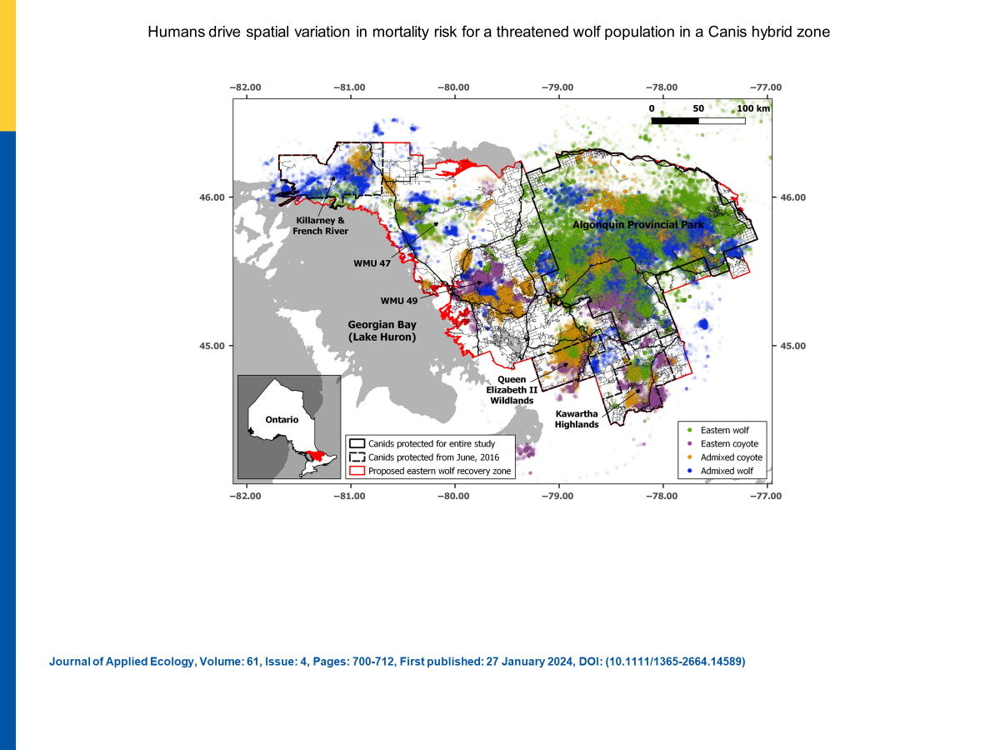 Humans drive spatial variation in mortality risk for a threatened wolf population in a Canis hybrid zone
−82.00 −81.00 −80.00 −79.00 −78.00 −77.00
0 50 100 km
46.00 46.00
Algonquin Provincial Park
Killarney &
French River
WMU 47
WMU 49
Georgian Bay
(Lake Huron)
45.00 45.00
Queen
Elizabeth II
Wildlands
Kawartha
Highlands
Ontario
Canids protected for entire study
Canids protected from June, 2016
Proposed eastern wolf recovery zone
Eastern wolf
Eastern coyote
Admixed coyote
Admixed wolf
−82.00 −81.00 −80.00 −79.00 −78.00 −77.00
Journal of Applied Ecology, Volume: 61, Issue: 4, Pages: 700-712, First published: 27 January 2024, DOI: (10.1111/1365-2664.14589)